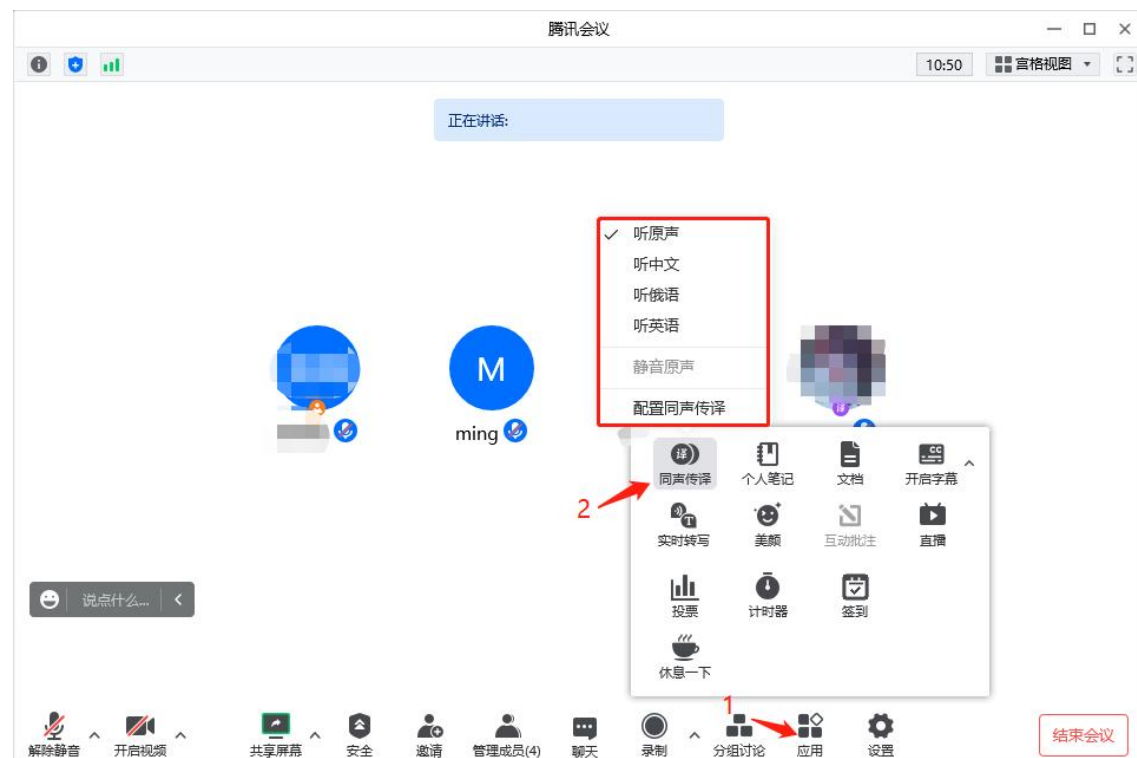 腾讯会议
10:50
宫格视图
正在讲话:
听原声
听中文
听俄语
听英语
静音原声
配置同声传译
M
ming
译
译
同声传译
个人笔记
CC
文档
开启字幕
2
T
实时转写
美颜
互动批注
直播
说点什么...
投票
计时器
签到
休息一下
1
解除静音
开启视频
共享屏幕
安全
邀请
管理成员(4)
聊天
录制
分组讨论
应用
设置
结束会议